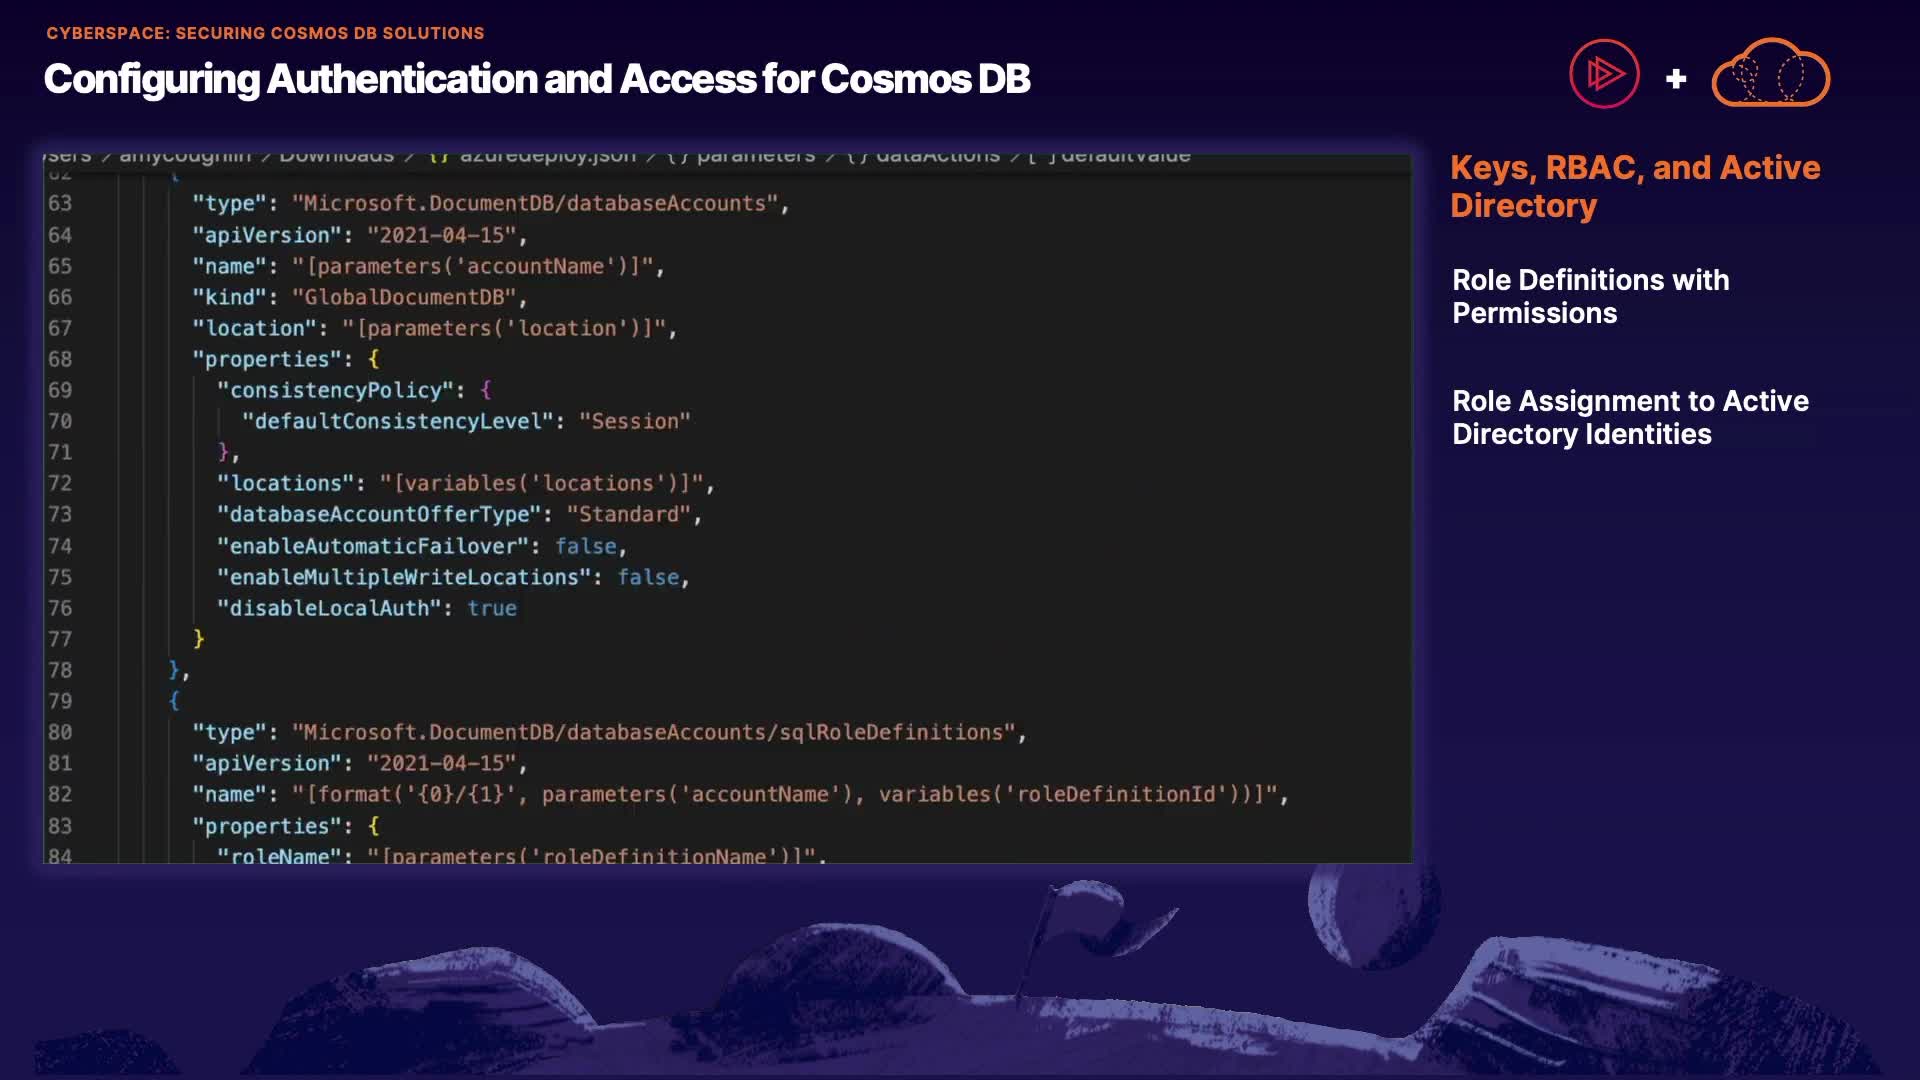 CYBERSPACE: SECURING COSMOS DB SOLUTIONS
Configuring Authentication and Access for Cosmos DB
+
sers > amycoughlin > Downloads > {} azuredeploy.json > {} parameters > {} dataActions > [ ] defaultValue
62 {
63 "type": "Microsoft.DocumentDB/databaseAccounts",
64 "apiVersion": "2021-04-15",
65 "name": "[parameters('accountName')]",
66 "kind": "GlobalDocumentDB",
67 "location": "[parameters('location')]",
68 "properties": {
69 "consistencyPolicy": {
70 "defaultConsistencyLevel": "Session"
71 },
72 "locations": "[variables('locations')]",
73 "databaseAccountOfferType": "Standard",
74 "enableAutomaticFailover": false,
75 "enableMultipleWriteLocations": false,
76 "disableLocalAuth": true
77 }
78 },
79 {
80 "type": "Microsoft.DocumentDB/databaseAccounts/sqlRoleDefinitions",
81 "apiVersion": "2021-04-15",
82 "name": "[format('{0}/{1}', parameters('accountName'), variables('roleDefinitionId'))]",
83 "properties": {
84 "roleName": "[parameters('roleDefinitionName')]",
Keys, RBAC, and Active
Directory
Role Definitions with
Permissions
Role Assignment to Active
Directory Identities